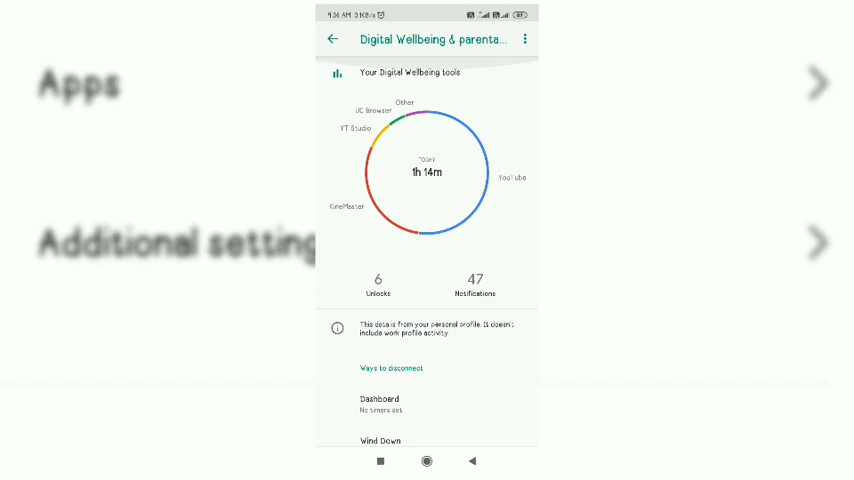 9:36 AM 0.1KB/s
Digital Wellbeing & parenta...
Your Digital Wellbeing tools
Other
UC Browser
YT Studio
TODAY
1h 14m
YouTube
KineMaster
6
47
Unlocks
Notifications
This data is from your personal profile. It doesn't
include work profile activity
Ways to disconnect
Dashboard
No timers set
Wind Down
Apps
Additional setting